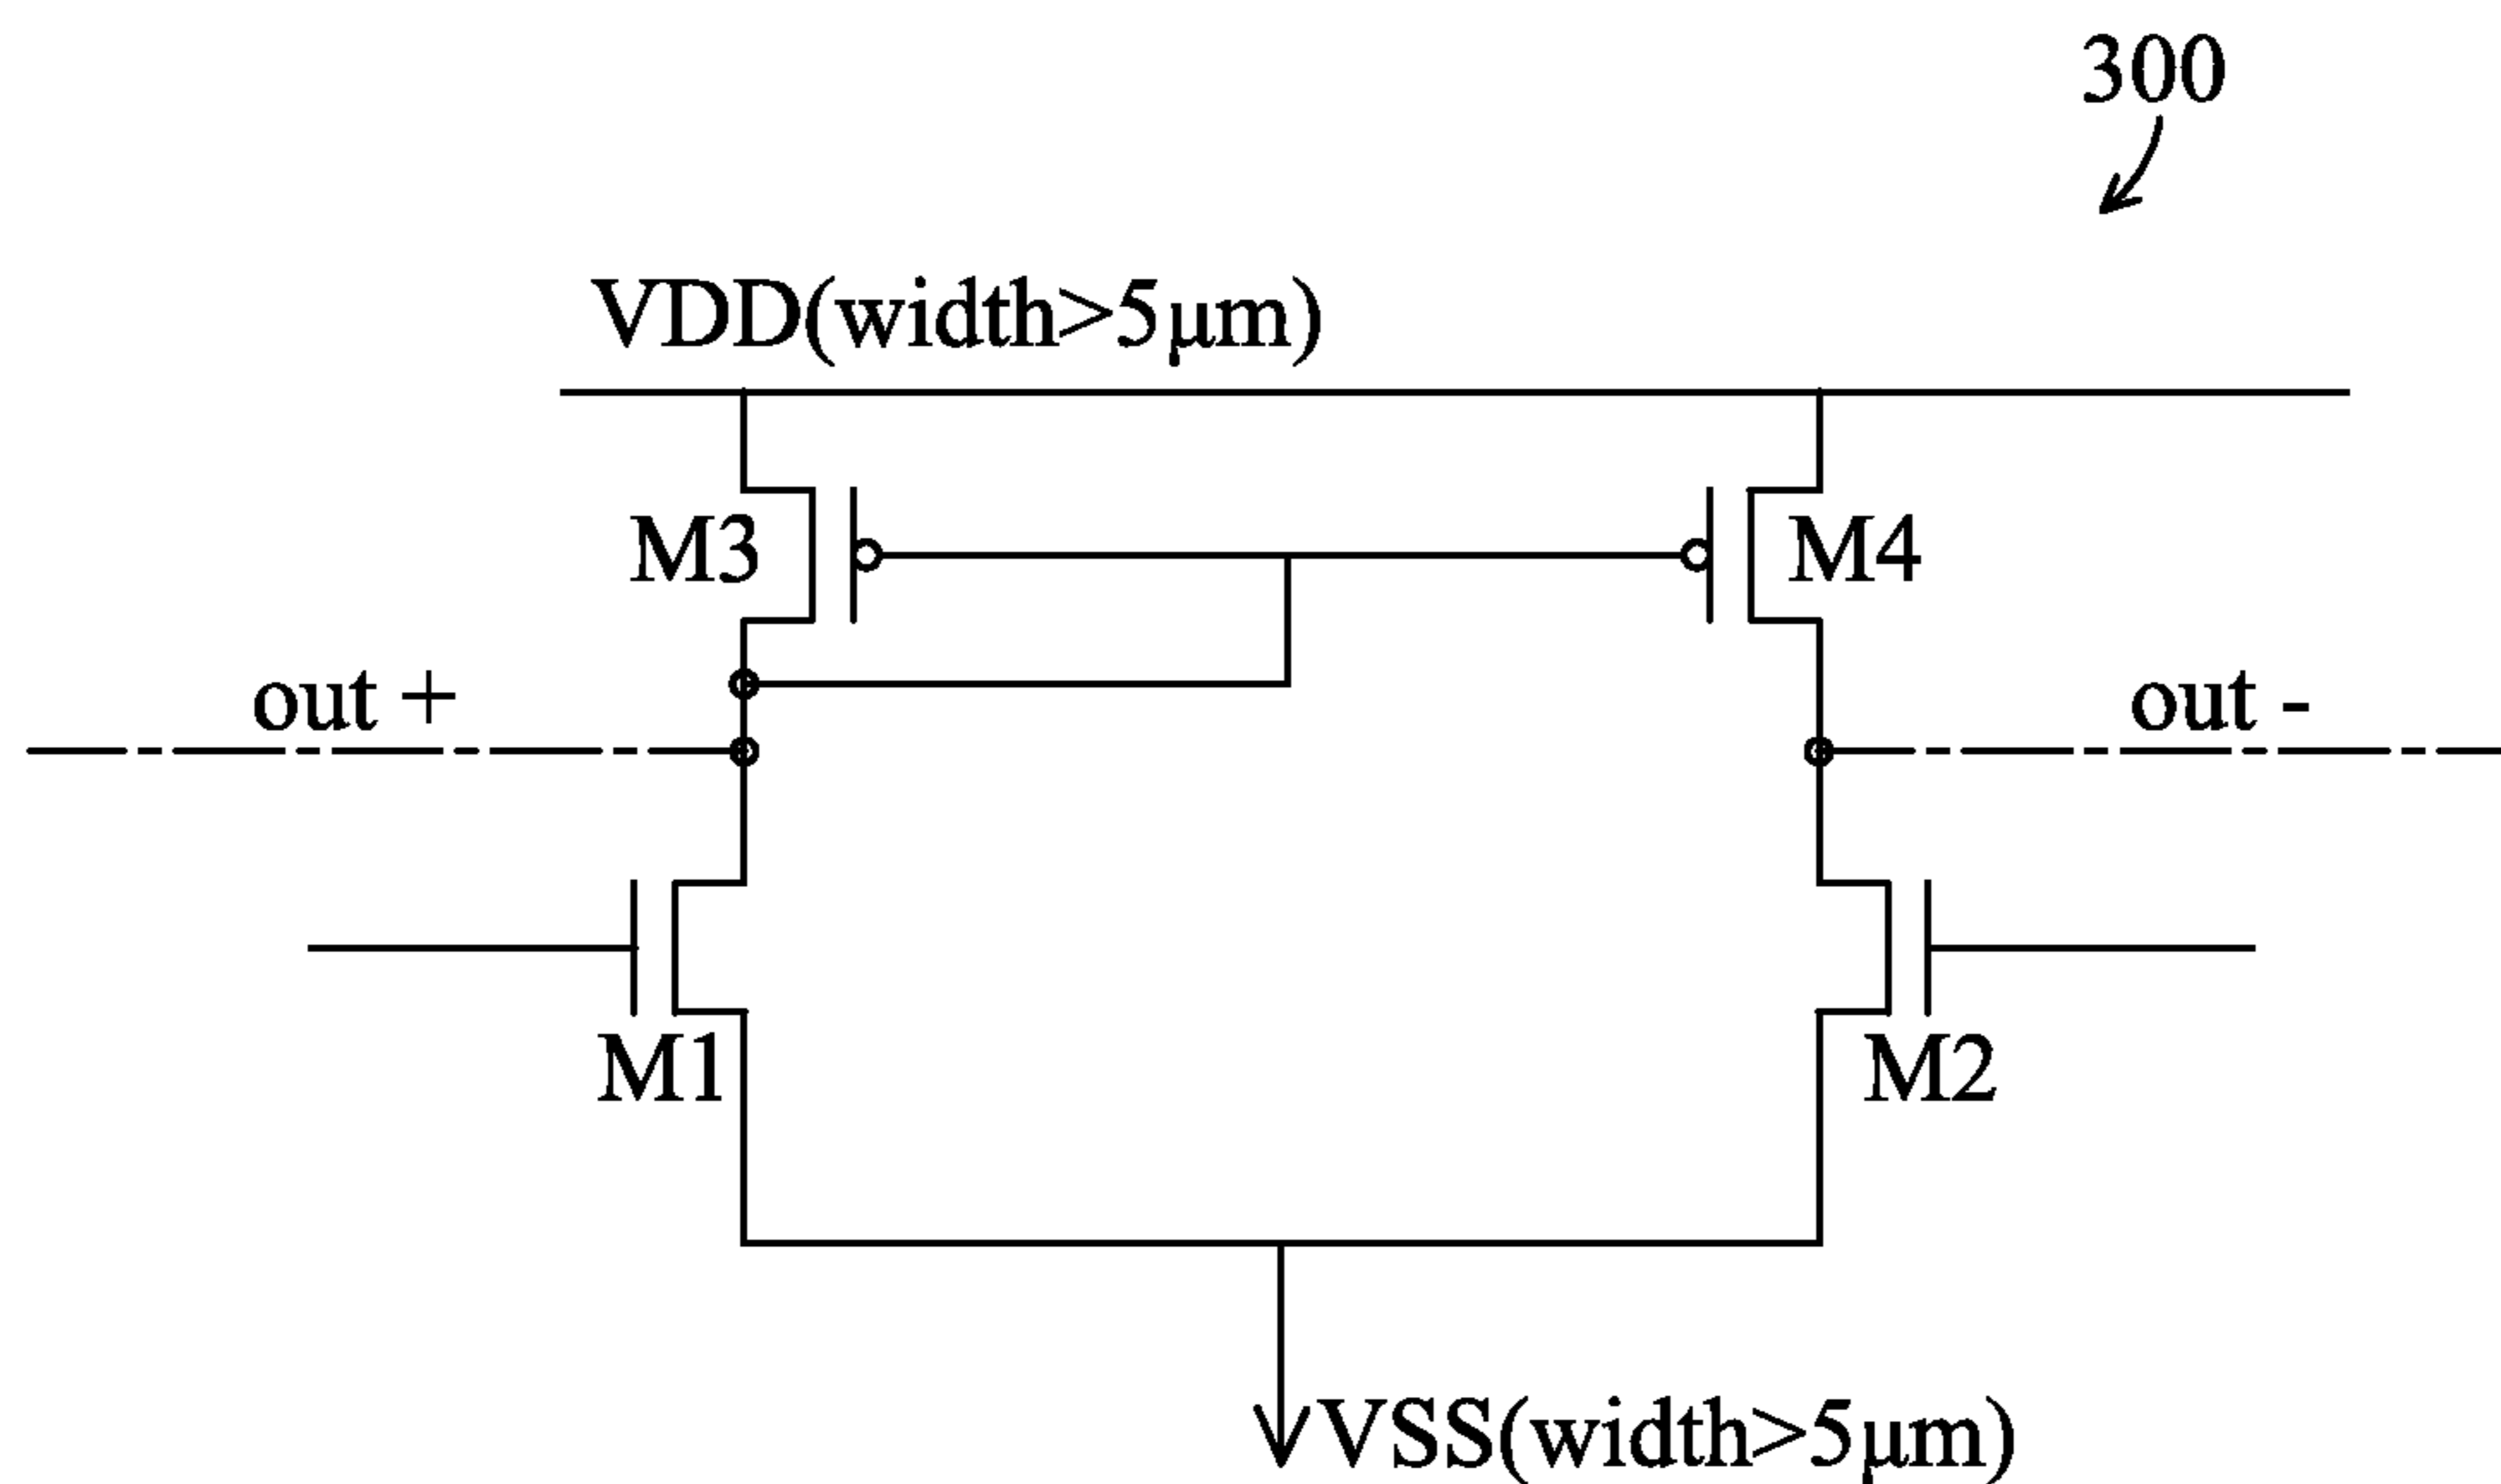 300
VDD(width>5μm)
M3
M4
out +
out -
M1
M2
VSS(width>5μm)